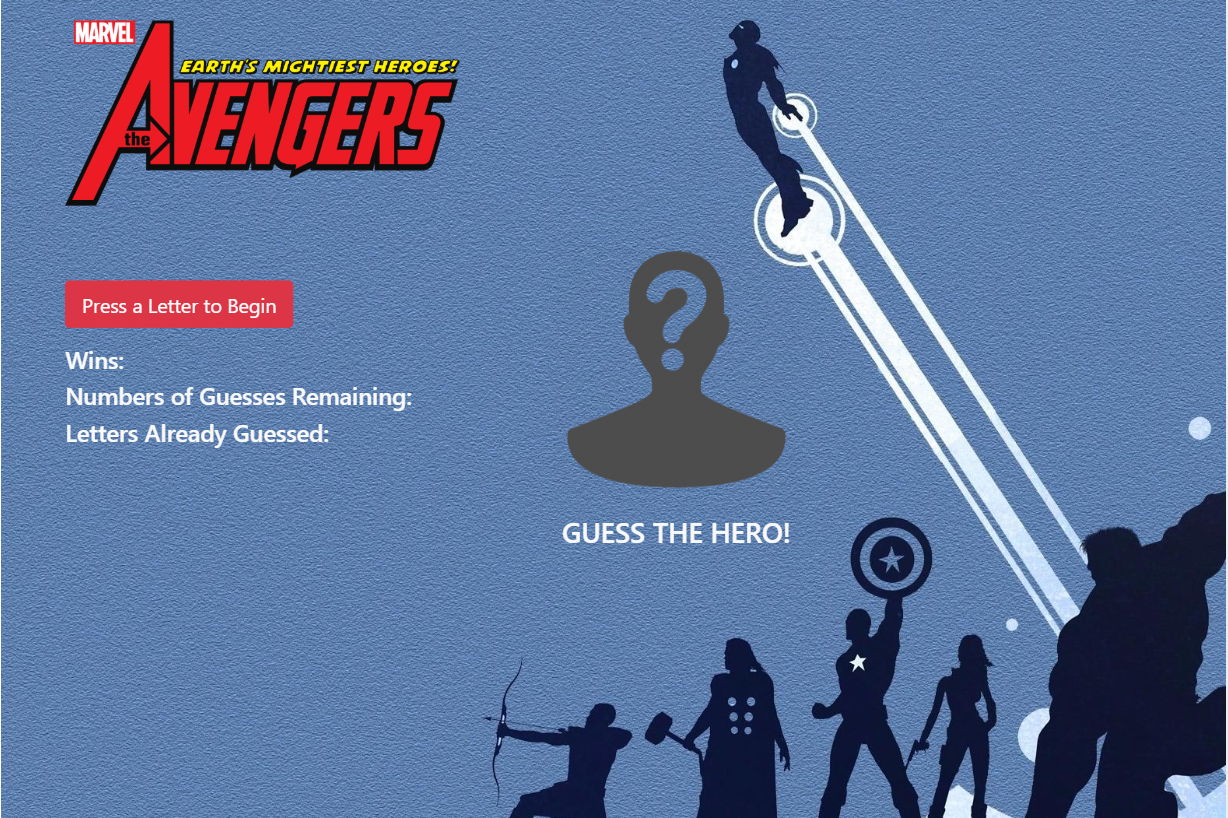 MARVEL
EARTH'S MIGHTIEST HEROES!
the AVENGERS
Press a Letter to Begin
Wins:
Numbers of Guesses Remaining:
Letters Already Guessed:
?
GUESS THE HERO!